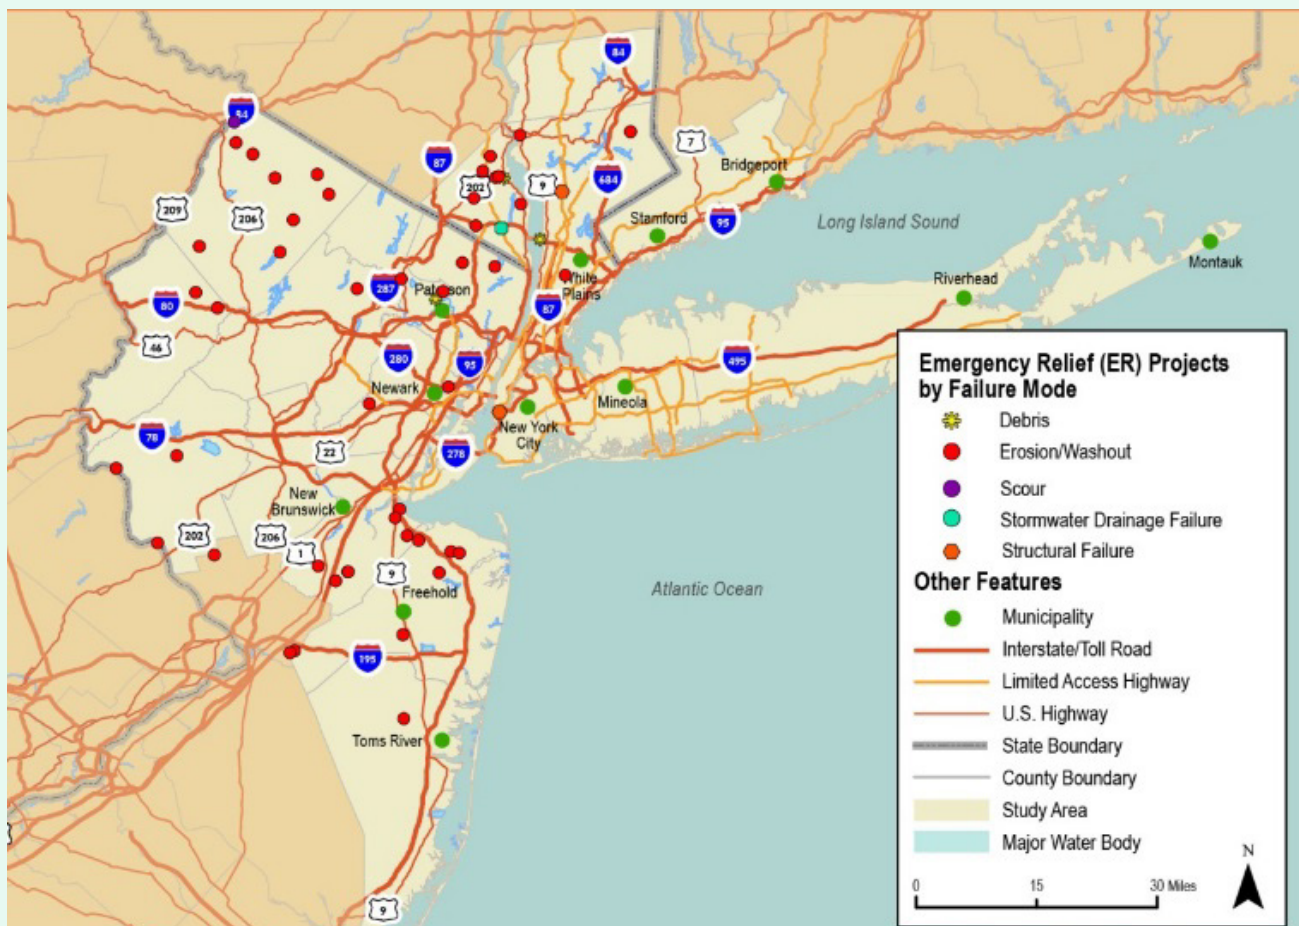 84
84
87
7
202
9
684
Bridgeport
209
206
Stamford
95
Long Island Sound
Montauk
Riverhead
White
Plains
287
Paterson
80
87
46
280
95
495
Newark
Mineola
New York
City
78
22
278
New
Brunswick
202
206
1
9
Freehold
Atlantic Ocean
195
Toms River
9
Emergency Relief (ER) Projects
by Failure Mode
Debris
Erosion/Washout
Scour
Stormwater Drainage Failure
Structural Failure
Other Features
Municipality
Interstate/Toll Road
Limited Access Highway
U.S. Highway
State Boundary
County Boundary
Study Area
Major Water Body
N
0 15 30 Miles